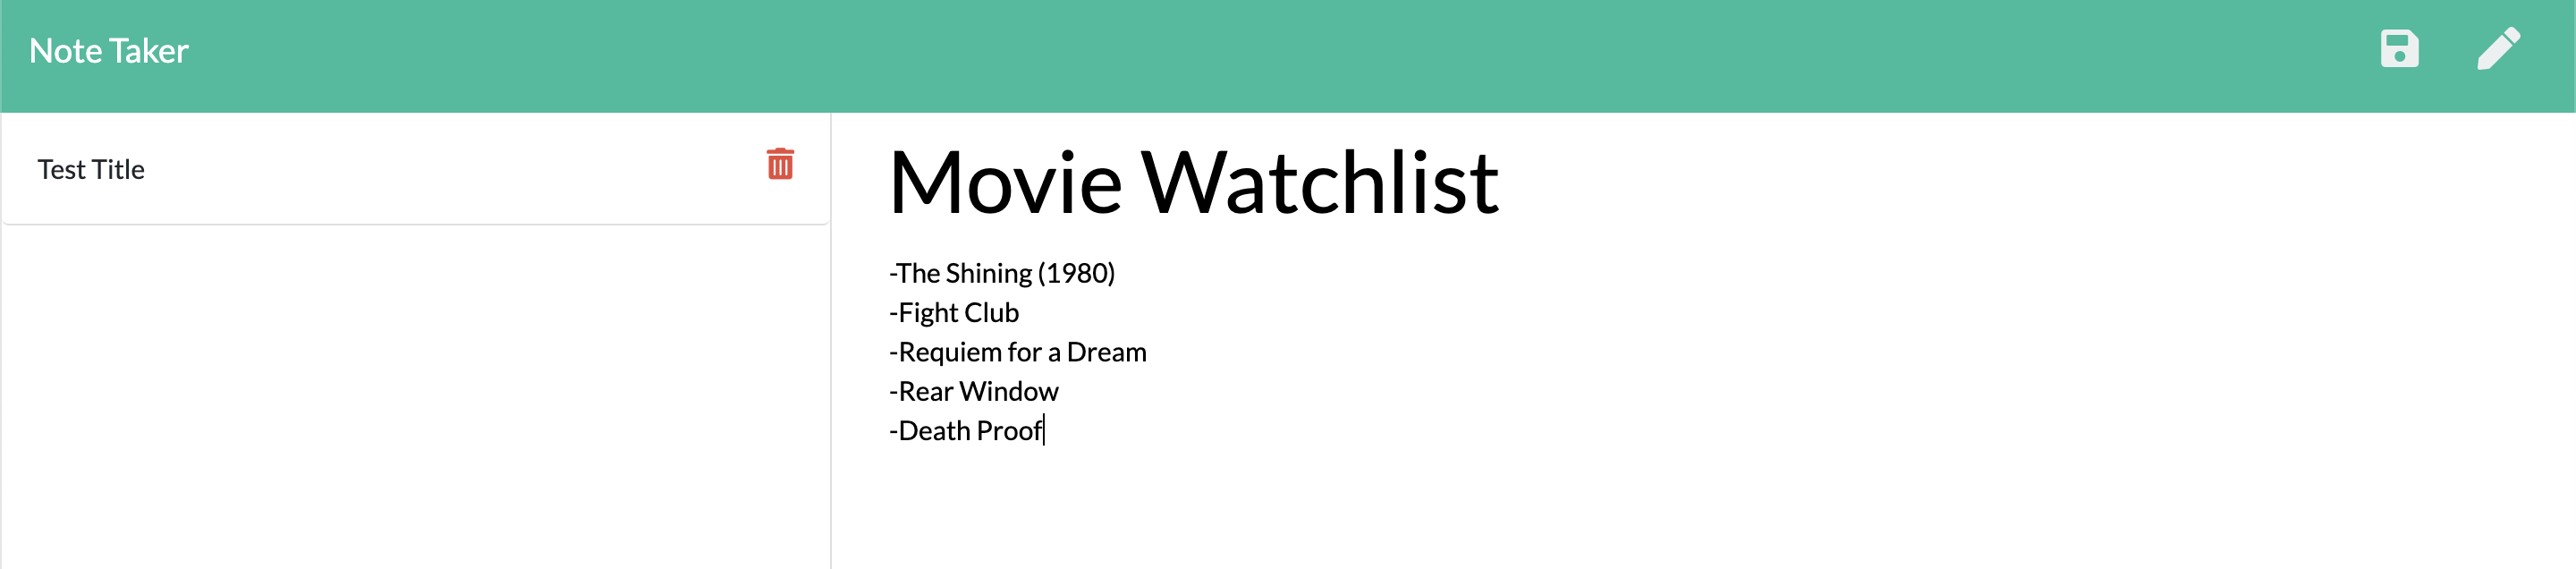 Note Taker
Test Title
Movie Watchlist
-The Shining (1980)
-Fight Club
-Requiem for a Dream
-Rear Window
-Death Proof